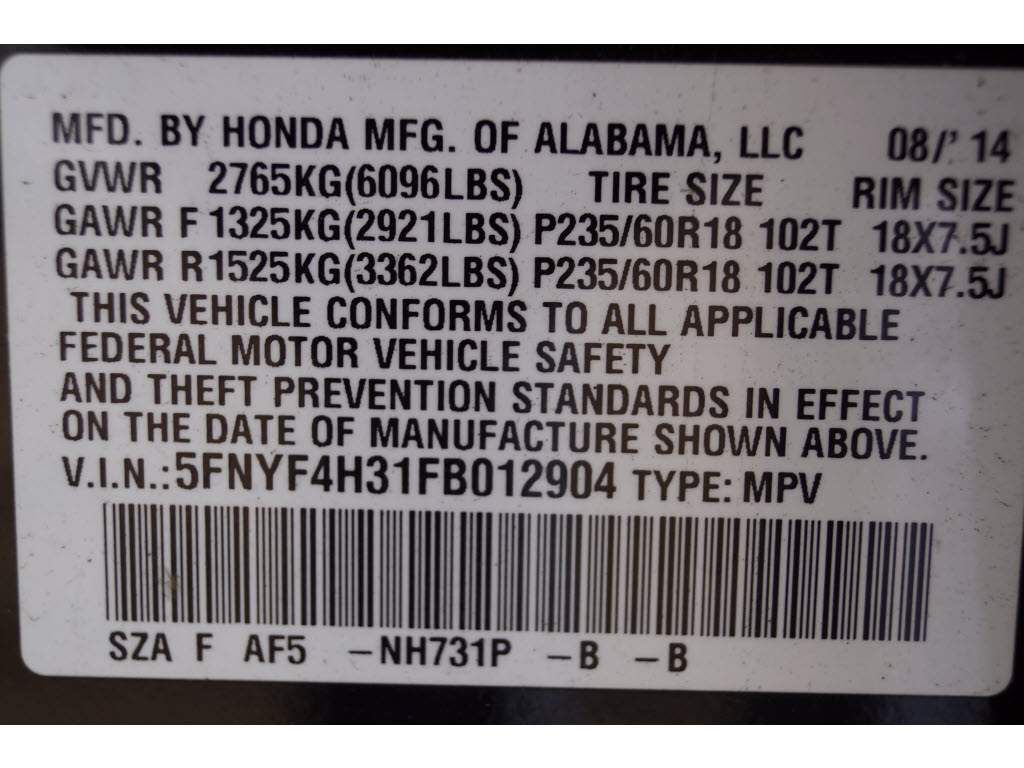 MFD. BY HONDA MFG. OF ALABAMA, LLC 08/' 14
GVWR 2765KG(6096LBS) TIRE SIZE RIM SIZE
GAWR F 1325KG(2921LBS) P235/60R18 102T 18X7.5J
GAWR R1525KG(3362LBS) P235/60R18 102T 18X7.5J
THIS VEHICLE CONFORMS TO ALL APPLICABLE
FEDERAL MOTOR VEHICLE SAFETY
AND THEFT PREVENTION STANDARDS IN EFFECT
ON THE DATE OF MANUFACTURE SHOWN ABOVE.
V.I.N.:5FNYF4H31FB012904 TYPE: MPV
SZA F AF5 –NH731P –B –B